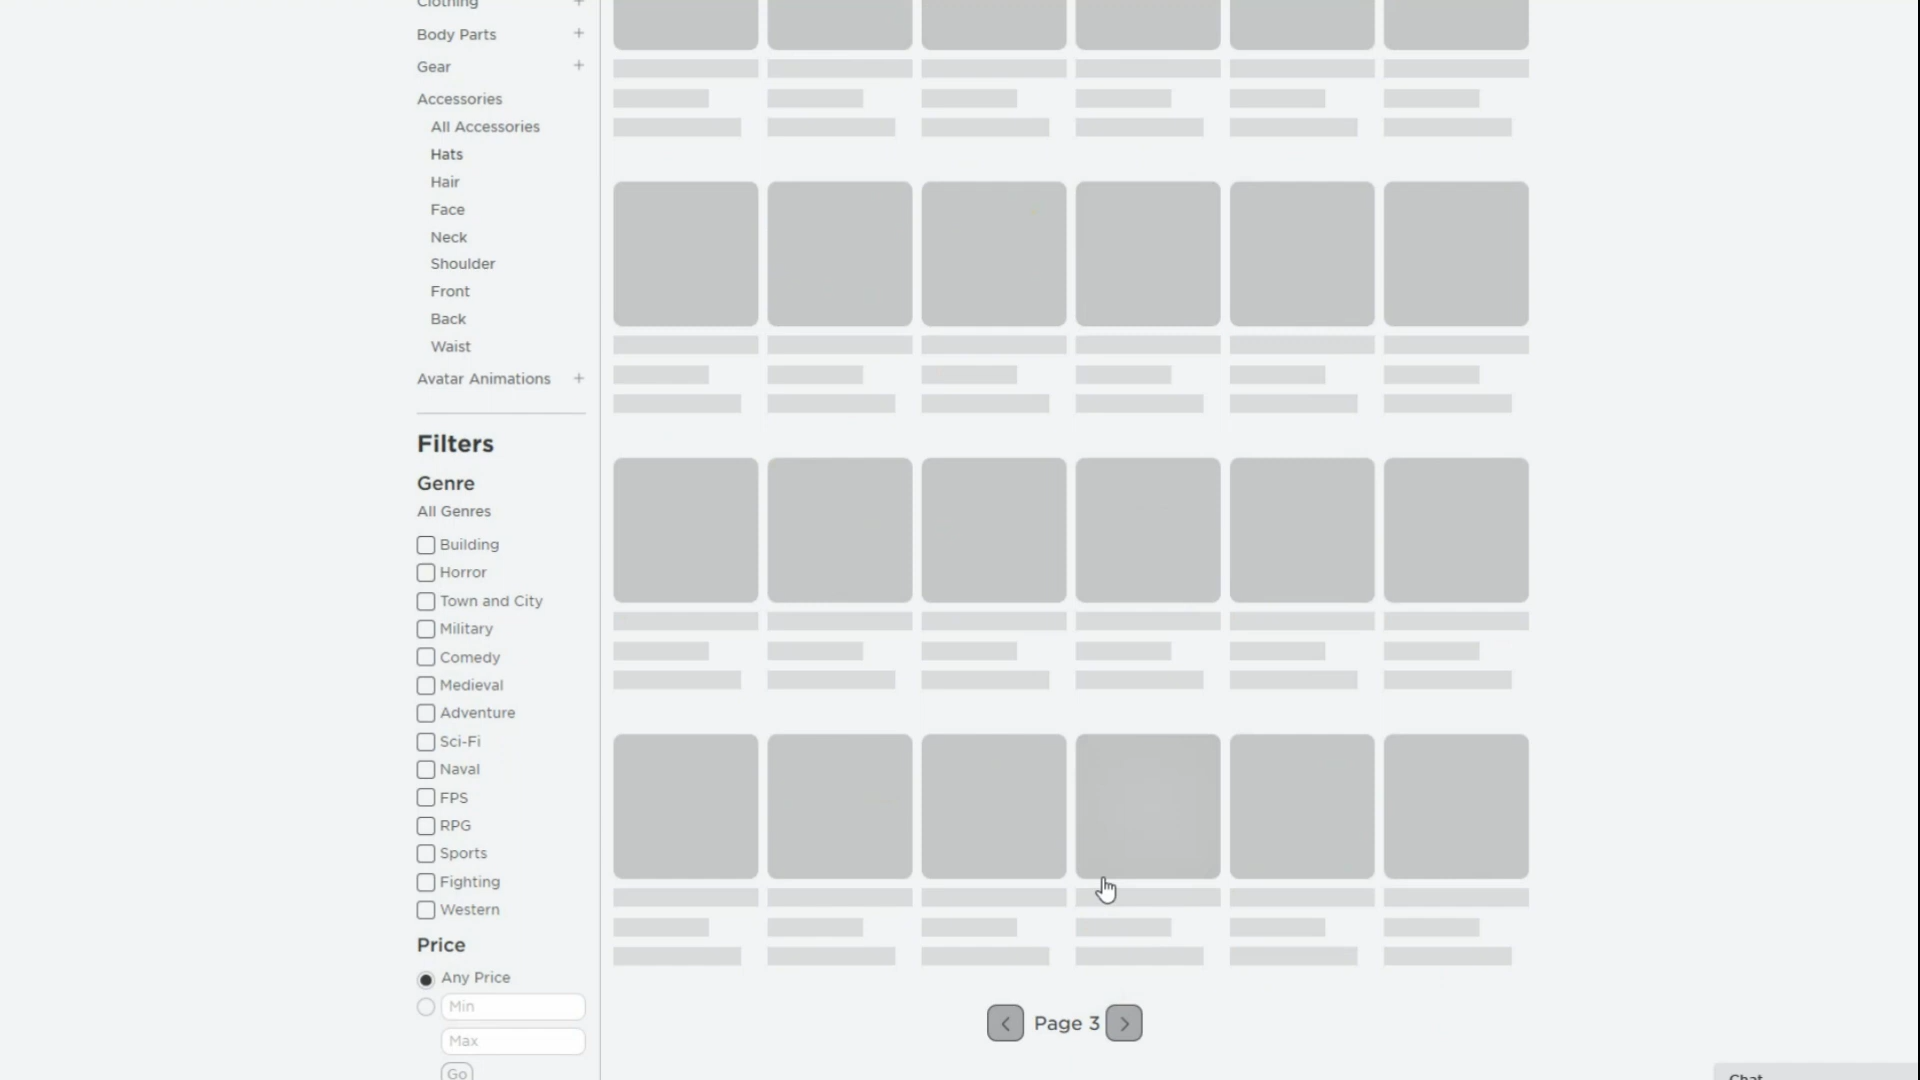 Clothing +
Body Parts +
Gear +
Accessories
All Accessories
Hats
Hair
Face
Neck
Shoulder
Front
Back
Waist
Avatar Animations +
Filters
Genre
All Genres
Building
Horror
Town and City
Military
Comedy
Medieval
Adventure
Sci-Fi
Naval
FPS
RPG
Sports
Fighting
Western
Price
Any Price
Min
Max
Go
< Page 3 >
Chat